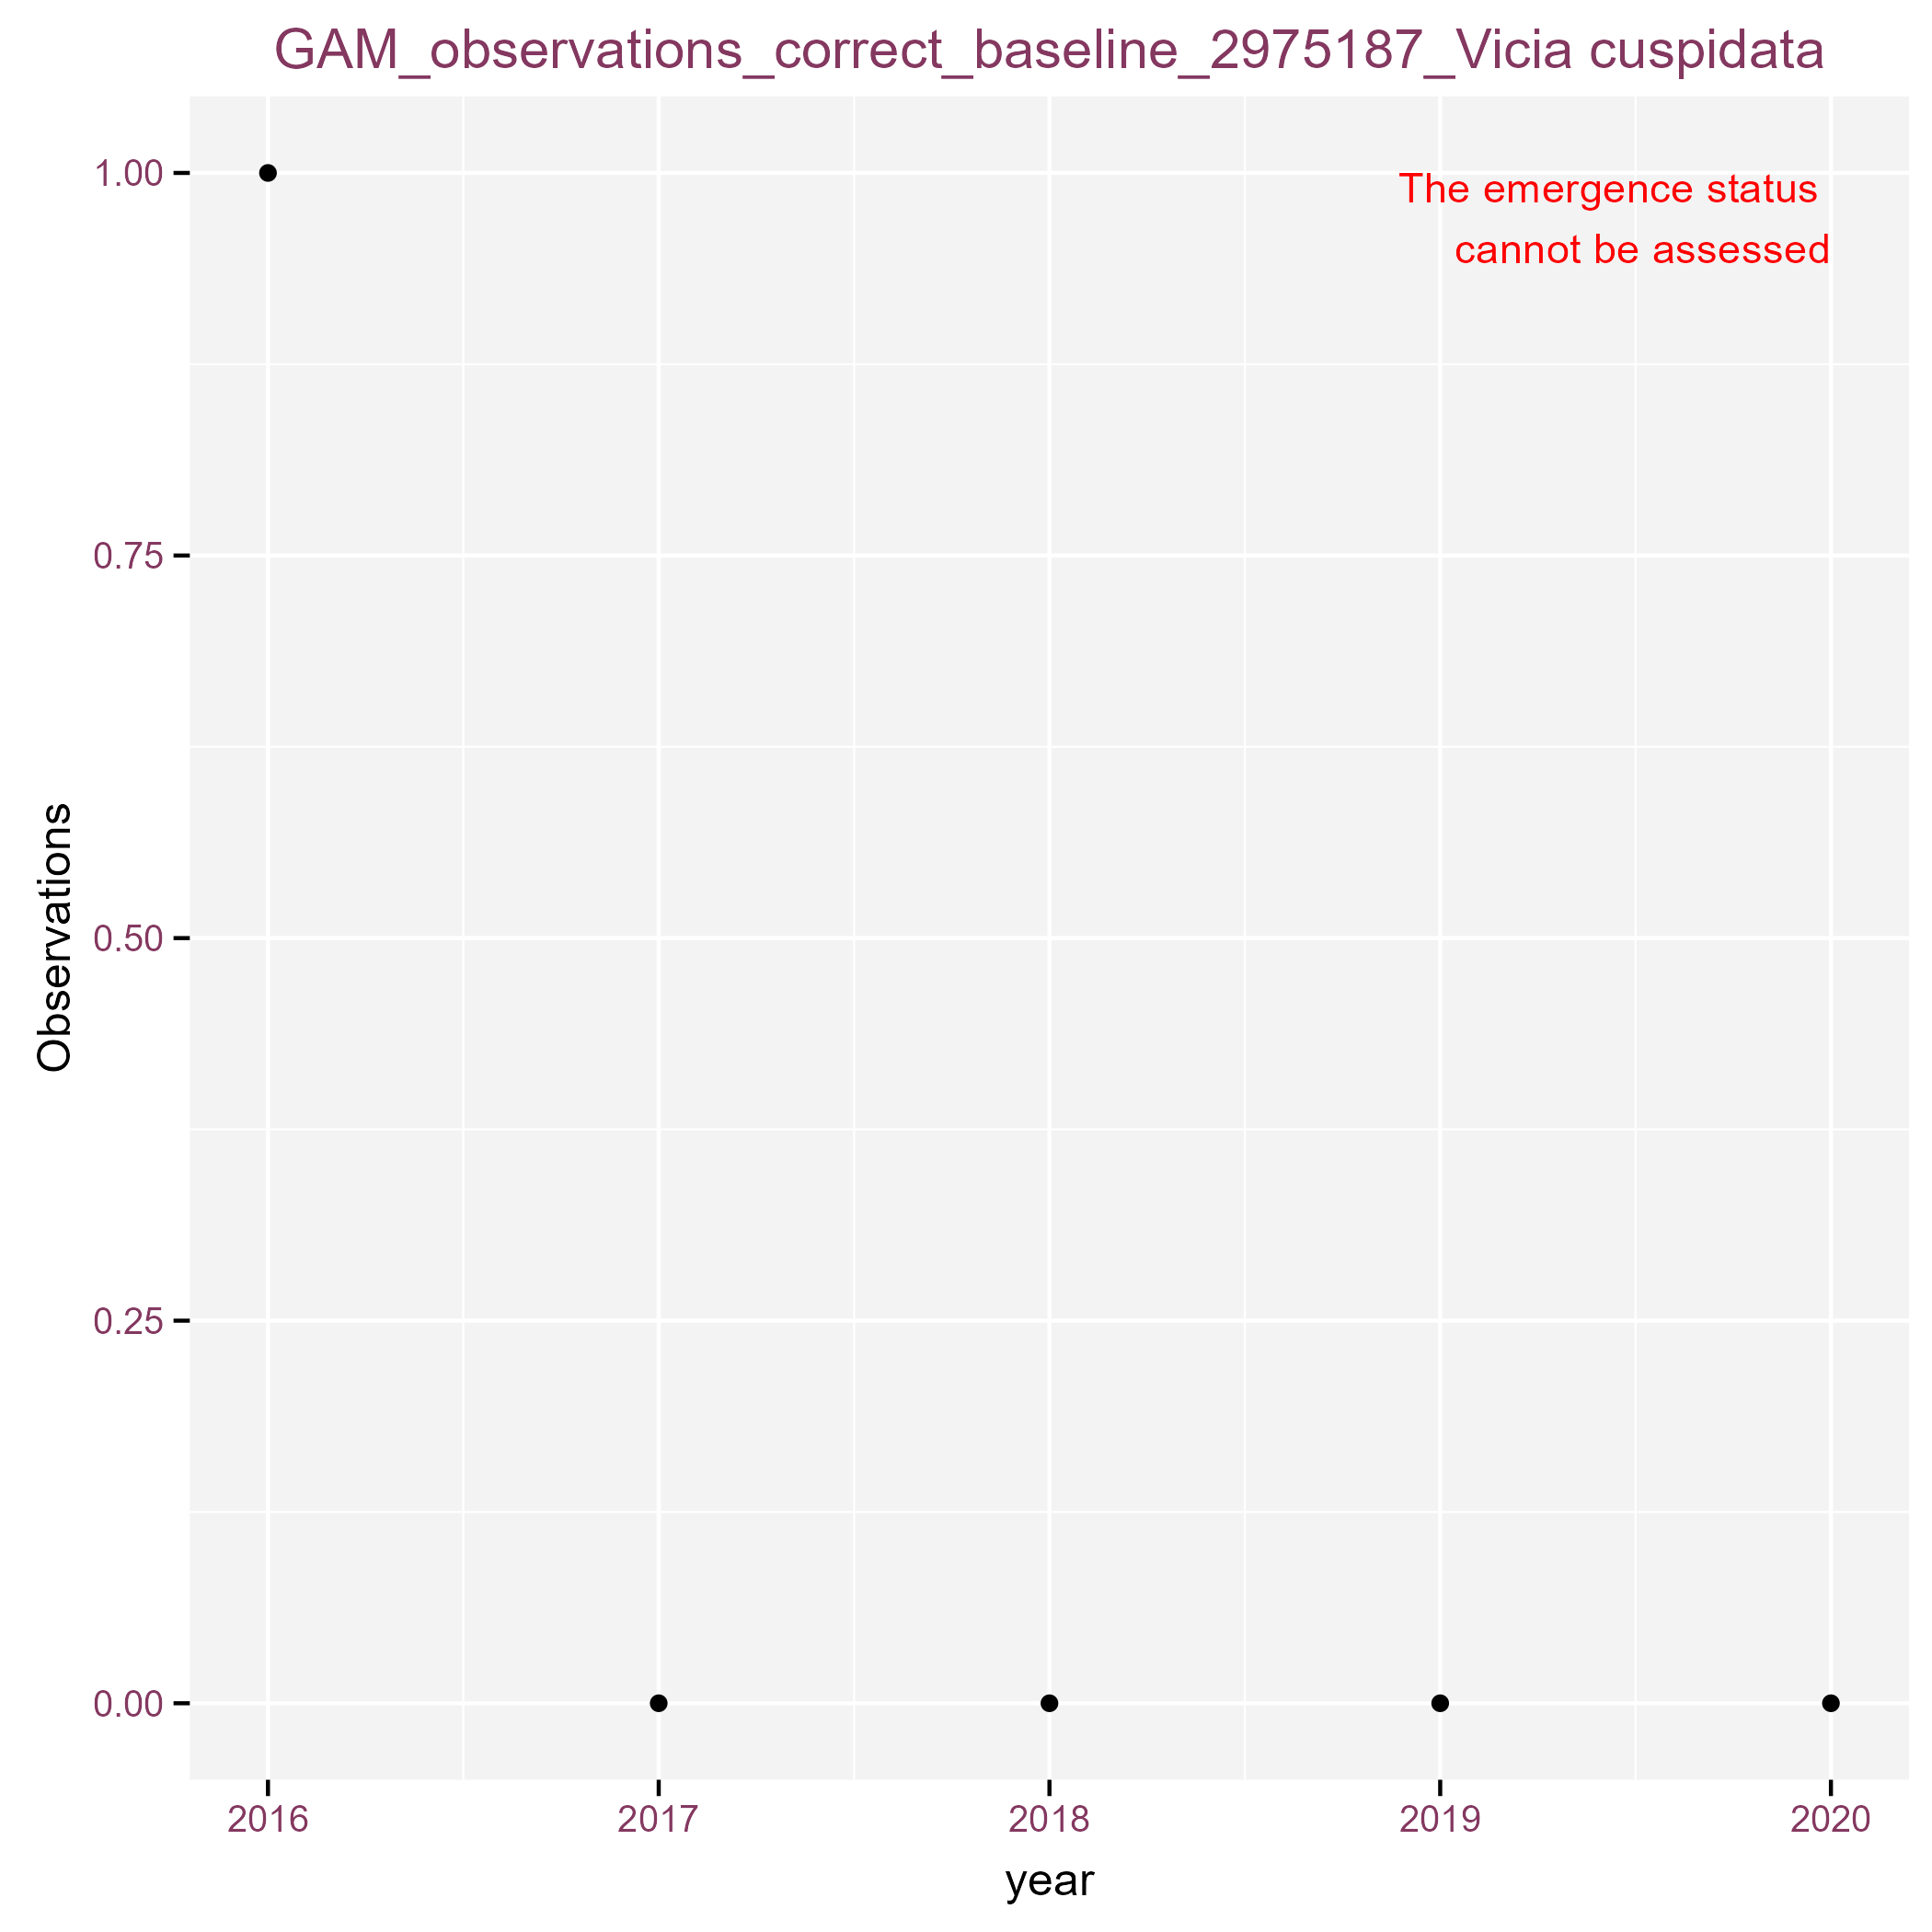 GAM_observations_correct_baseline_2975187_Vicia cuspidata
The emergence status
cannot be assessed
Observations
1.00
0.75
0.50
0.25
0.00
2016 2017 2018 2019 2020
year